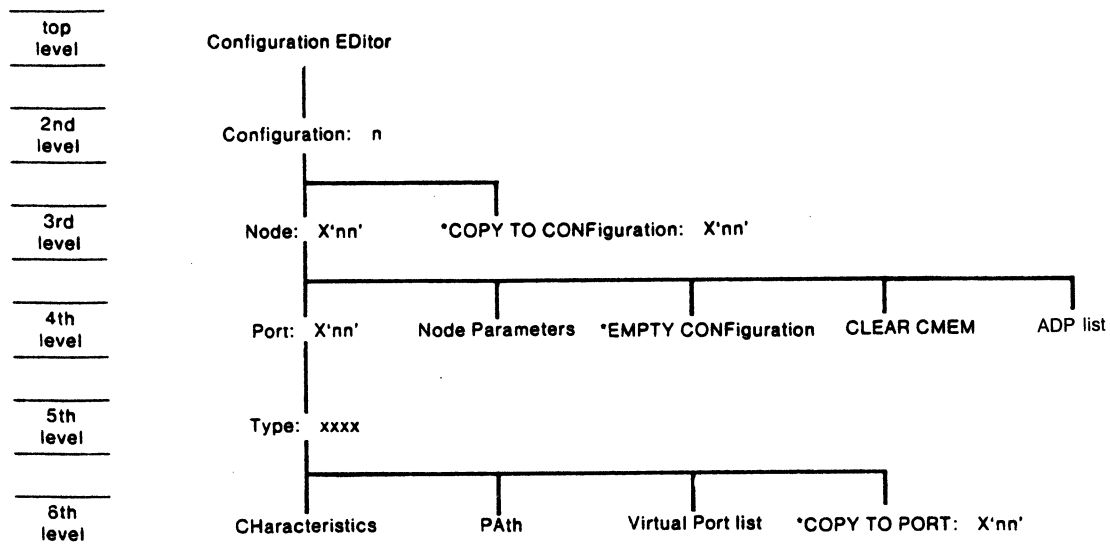 top
level
Configuration EDitor
2nd
level
Configuration: n
3rd
level
Node: X'nn'
*COPY TO CONFiguration: X'nn'
4th
level
Port: X'nn'
Node Parameters
*EMPTY CONFiguration
CLEAR CMEM
ADP list
5th
level
Type: xxxx
6th
level
CHaracteristics
PAth
Virtual Port list
*COPY TO PORT: X'nn'